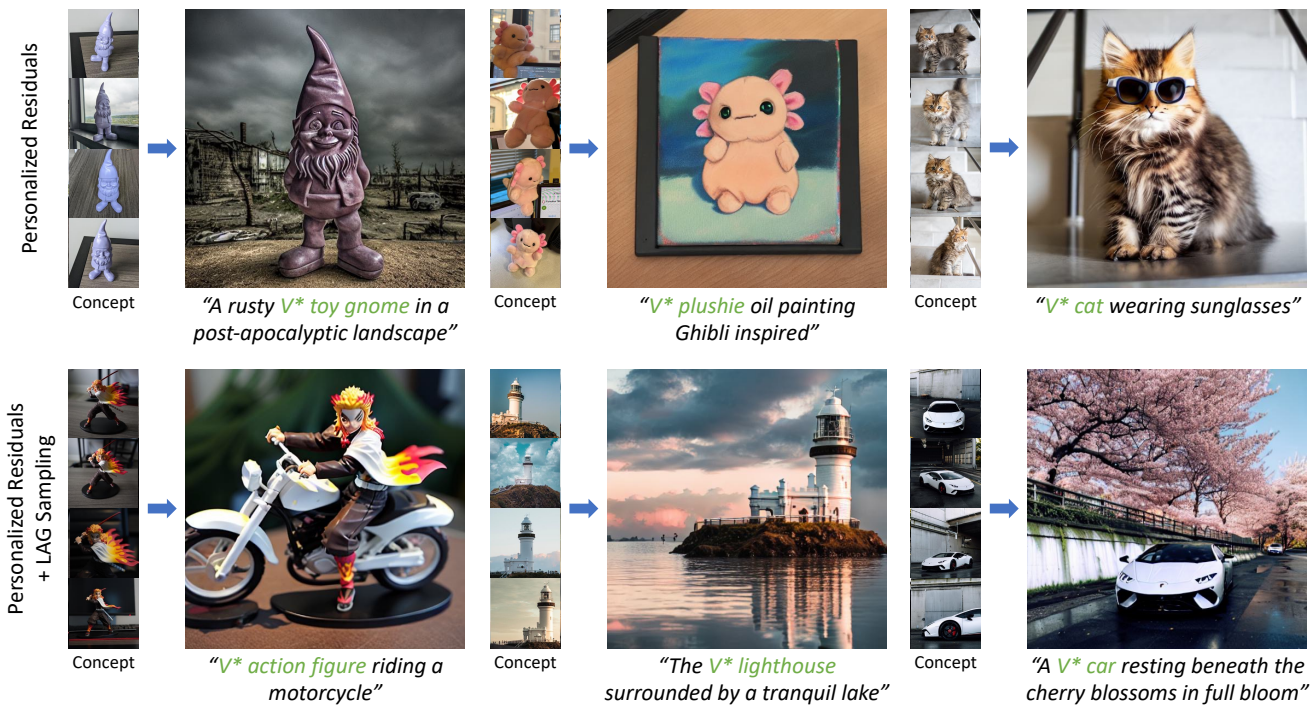 Personalized Residuals
Concept
“A rusty V* toy gnome in a
post-apocalyptic landscape”
Concept
“V* plushie oil painting
Ghibli inspired”
Concept
“V* cat wearing sunglasses”
Personalized Residuals
+ LAG Sampling
Concept
“V* action figure riding a
motorcycle”
Concept
“The V* lighthouse
surrounded by a tranquil lake”
Concept
“A V* car resting beneath the
cherry blossoms in full bloom”